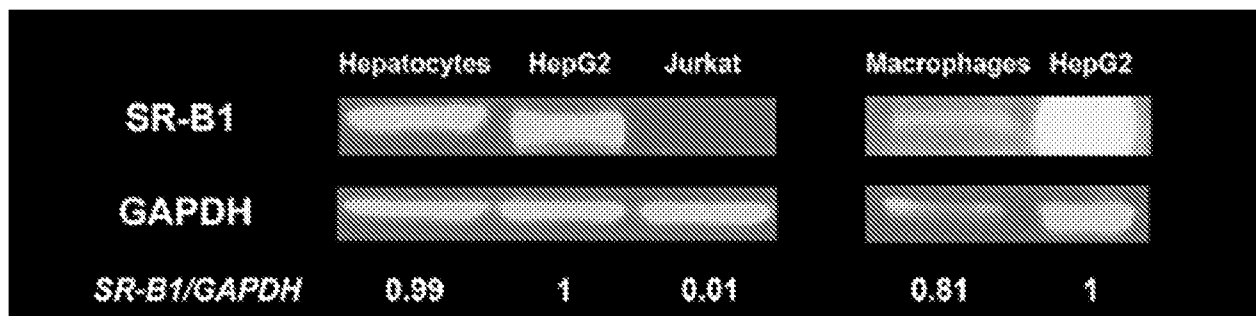 Hepatocytes HepG2 Jurkat Macrophages HepG2
SR-B1
GAPDH
SR-B1/GAPDH 0.99 1 0.01 0.81 1